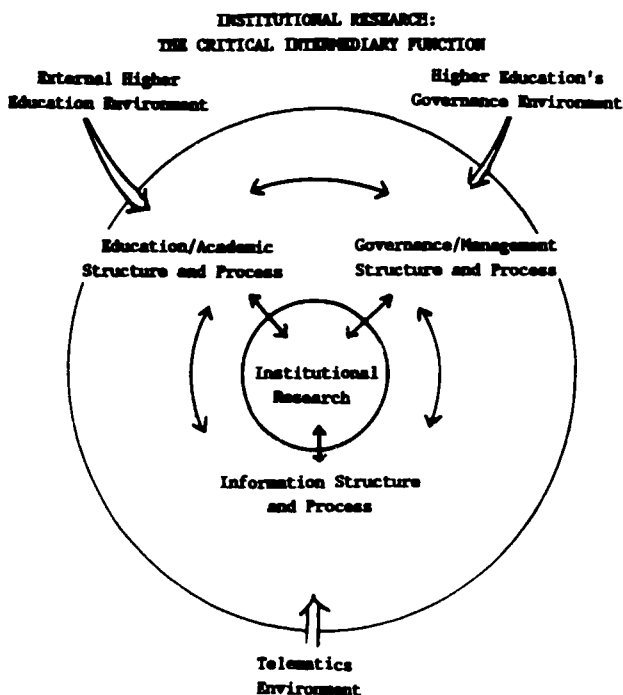 INSTITUTIONAL RESEARCH:
THE CRITICAL INTERMEDIARY FUNCTION
External Higher
Education Environment
Higher Education's
Governance Environment
Education/Academic
Structure and Process
Governance/Management
Structure and Process
Institutional
Research
Information Structure
and Process
Telematics
Environment